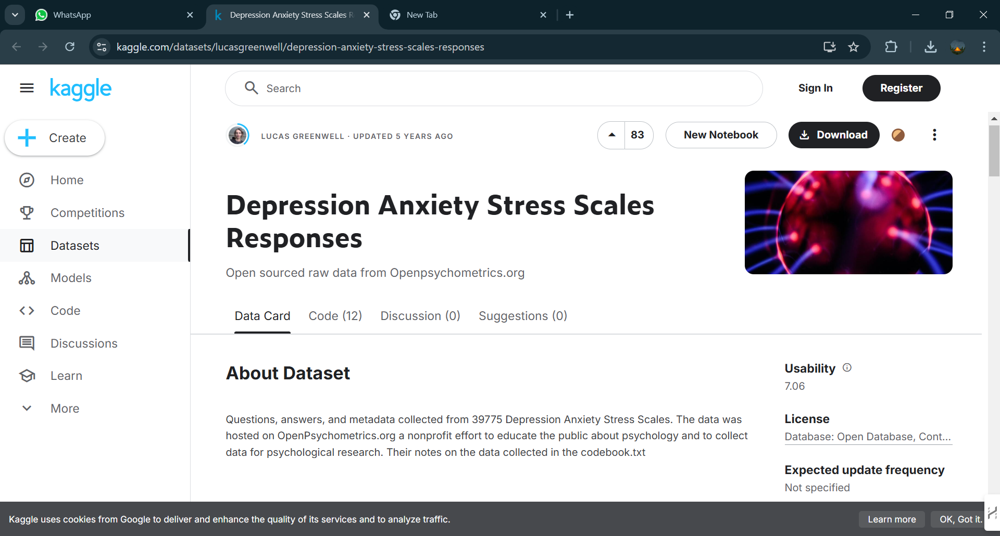 WhatsApp
Depression Anxiety Stress Scales R
New Tab
kaggle.com/datasets/lucasgreenwell/depression-anxiety-stress-scales-responses
kaggle
Search
Sign In
Register
Create
Home
Competitions
Datasets
Models
Code
Discussions
Learn
More
LUCAS GREENWELL · UPDATED 5 YEARS AGO
83
New Notebook
Download
Depression Anxiety Stress Scales
Responses
Open sourced raw data from Openpsychometrics.org
Data Card
Code (12)
Discussion (0)
Suggestions (0)
About Dataset
Questions, answers, and metadata collected from 39775 Depression Anxiety Stress Scales. The data was
hosted on OpenPsychometrics.org a nonprofit effort to educate the public about psychology and to collect
data for psychological research. Their notes on the data collected in the codebook.txt
Usability
7.06
License
Database: Open Database, Cont...
Expected update frequency
Not specified
Kaggle uses cookies from Google to deliver and enhance the quality of its services and to analyze traffic.
Learn more
OK, Got it.